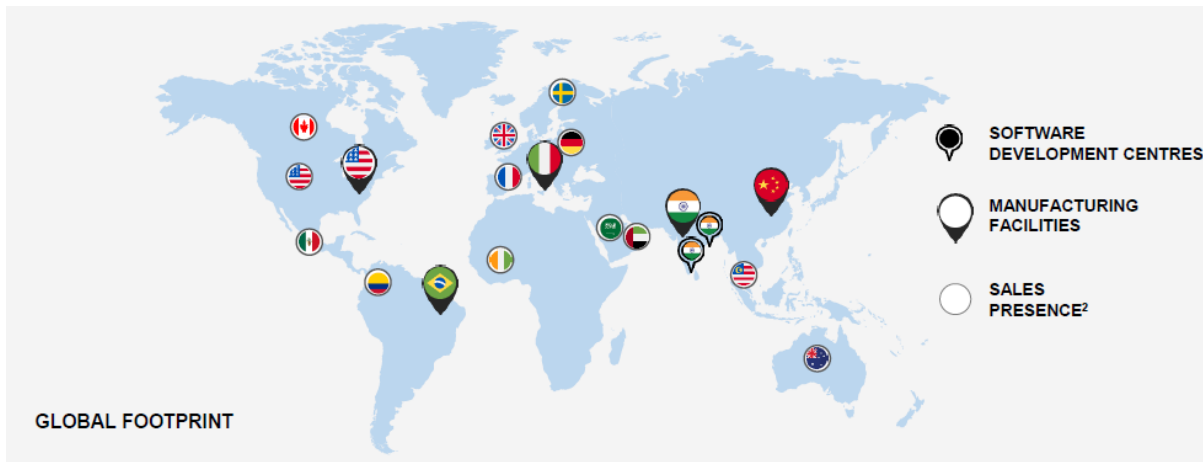 SOFTWARE
DEVELOPMENT CENTRES
MANUFACTURING
FACILITIES
SALES
PRESENCE²
GLOBAL FOOTPRINT